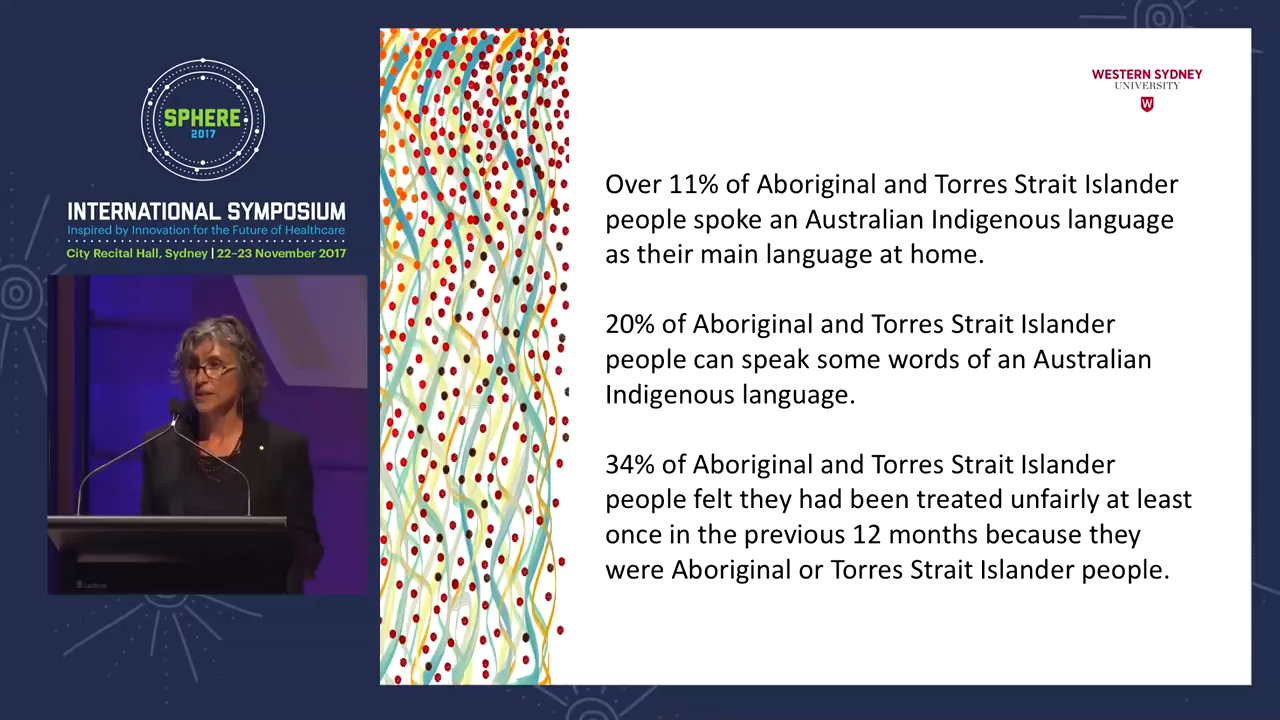 SPHERE
2017
INTERNATIONAL SYMPOSIUM
Inspired by Innovation for the Future of Healthcare
City Recital Hall, Sydney | 22–23 November 2017
WESTERN SYDNEY
UNIVERSITY
W
Over 11% of Aboriginal and Torres Strait Islander
people spoke an Australian Indigenous language
as their main language at home.
20% of Aboriginal and Torres Strait Islander
people can speak some words of an Australian
Indigenous language.
34% of Aboriginal and Torres Strait Islander
people felt they had been treated unfairly at least
once in the previous 12 months because they
were Aboriginal or Torres Strait Islander people.